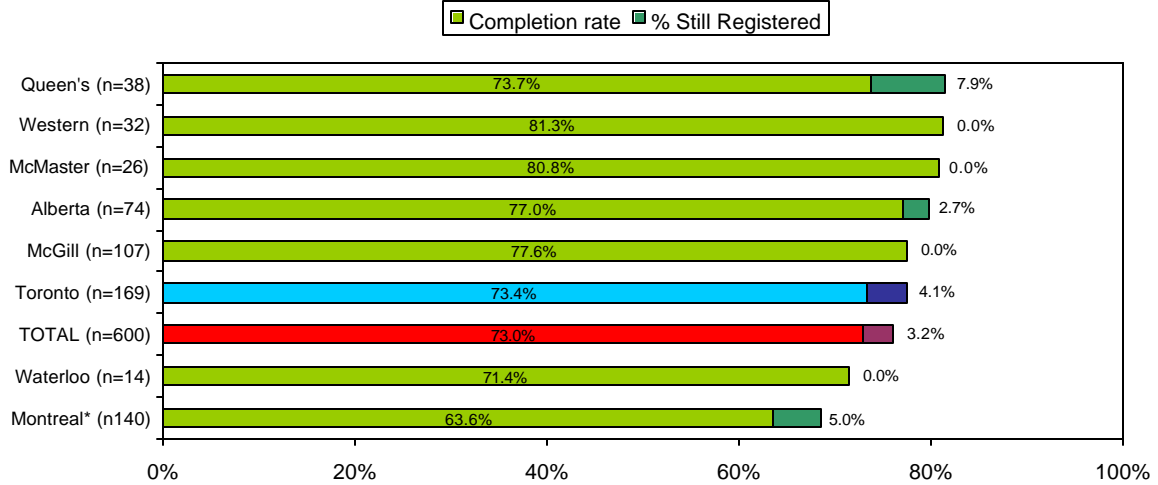 Completion rate % Still Registered
Queen's (n=38) 73.7% 7.9%
Western (n=32) 81.3% 0.0%
McMaster (n=26) 80.8% 0.0%
Alberta (n=74) 77.0% 2.7%
McGill (n=107) 77.6% 0.0%
Toronto (n=169) 73.4% 4.1%
TOTAL (n=600) 73.0% 3.2%
Waterloo (n=14) 71.4% 0.0%
Montreal* (n140) 63.6% 5.0%
0% 20% 40% 60% 80% 100%